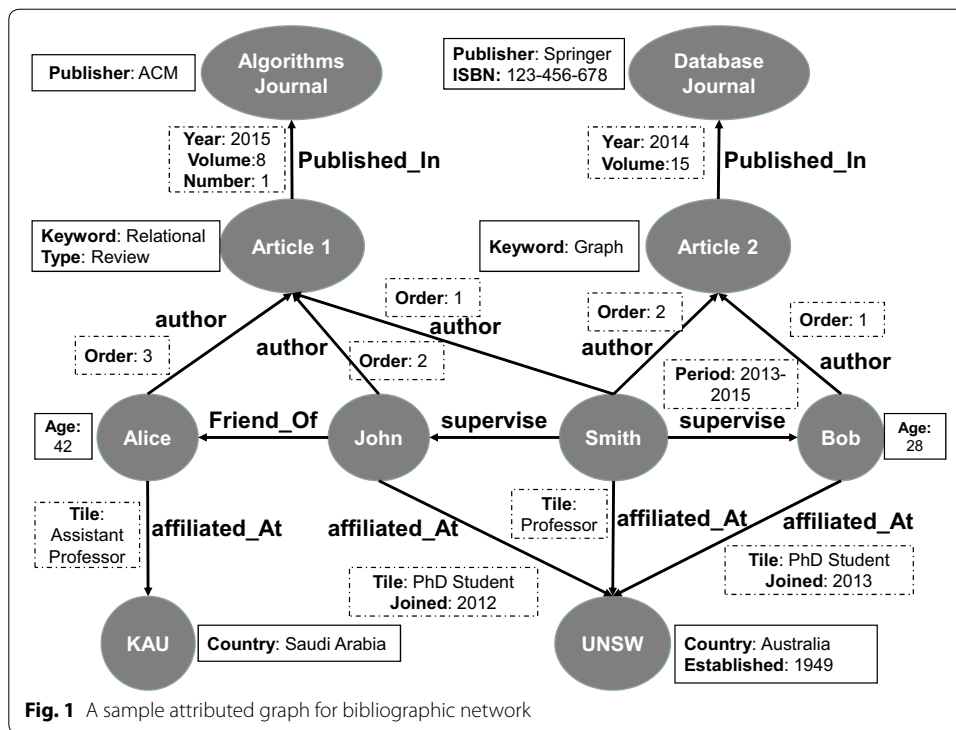 Publisher: ACM
Algorithms
Journal
Publisher: Springer
ISBN: 123-456-678
Database
Journal
Year: 2015
Volume:8
Number: 1
Published_In
Year: 2014
Volume:15
Published_In
Keyword: Relational
Type: Review
Article 1
Keyword: Graph
Article 2
author
Order: 3
author
Order: 2
Order: 1
author
Order: 2
author
Order: 1
author
Period: 2013-
2015
Age:
42
Alice
Friend_Of
John
supervise
Smith
supervise
Bob
Age:
28
Tile:
Assistant
Professor
affiliated_At
affiliated_At
Tile:
Professor
affiliated_At
affiliated_At
Tile: PhD Student
Joined: 2012
Tile: PhD Student
Joined: 2013
KAU
Country: Saudi Arabia
UNSW
Country: Australia
Established: 1949
Fig. 1 A sample attributed graph for bibliographic network